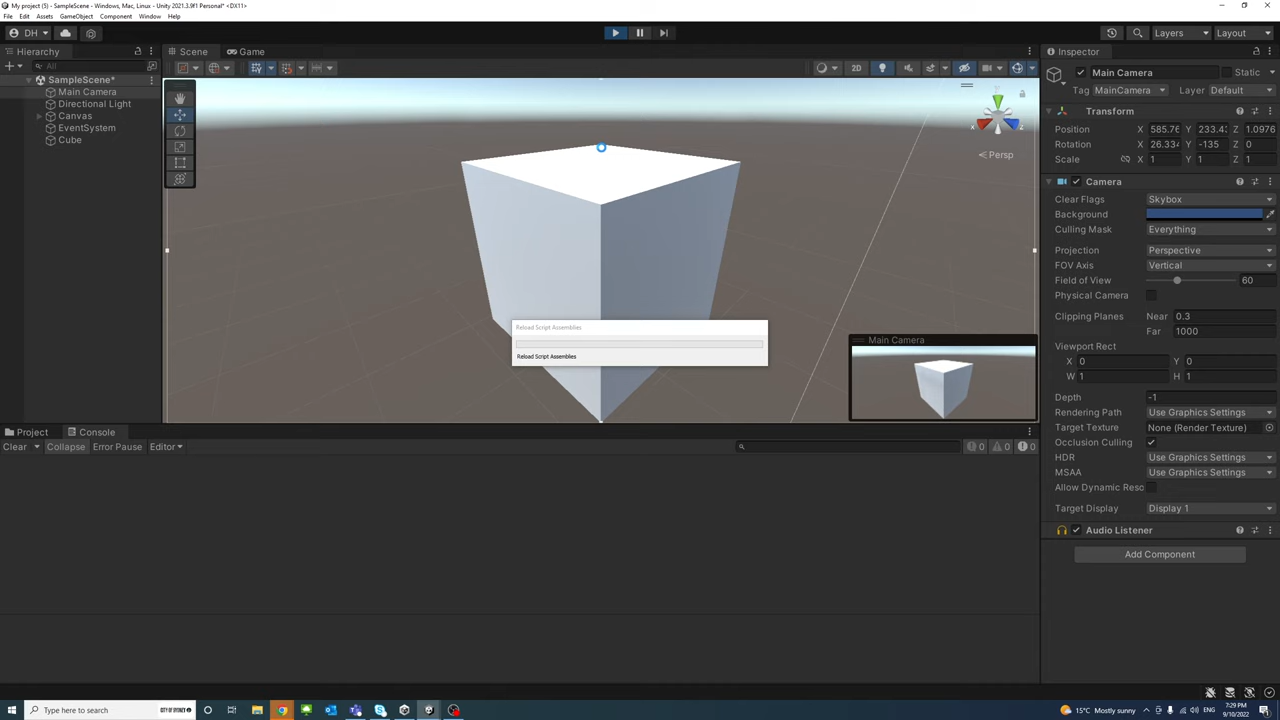 My project (5) - SampleScene - Windows, Mac, Linux - Unity 2021.3.9f1 Personal* <DX11>
File Edit Assets GameObject Component Window Help
DH
Layers Layout
Hierarchy
Scene Game
Inspector
All
2D
SampleScene*
Main Camera
Directional Light
Canvas
EventSystem
Cube
Persp
Main Camera Static
Tag MainCamera Layer Default
Transform
Position X 585.76 Y 233.43 Z 1.0976
Rotation X 26.334 Y -135 Z 0
Scale X 1 Y 1 Z 1
Camera
Clear Flags Skybox
Background
Culling Mask Everything
Projection Perspective
FOV Axis Vertical
Field of View 60
Physical Camera
Clipping Planes Near 0.3
Far 1000
Viewport Rect
X 0 Y 0
W 1 H 1
Depth -1
Rendering Path Use Graphics Settings
Target Texture None (Render Texture)
Occlusion Culling
HDR Use Graphics Settings
MSAA Use Graphics Settings
Allow Dynamic Reso
Target Display Display 1
Audio Listener
Add Component
Reload Script Assemblies
Reload Script Assemblies
Main Camera
Project Console
Clear Collapse Error Pause Editor
0 0 0
Type here to search
CITY OF SYDNEY
15°C Mostly sunny
ENG
7:29 PM
9/10/2022